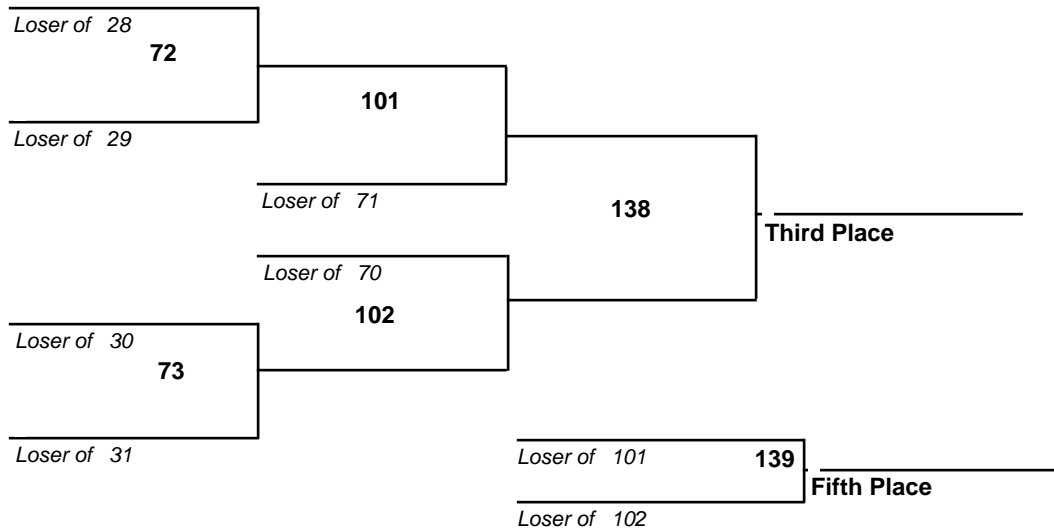 Loser of 28
72
101
Loser of 29
Loser of 71
138
Third Place
Loser of 70
102
Loser of 30
73
Loser of 31
Loser of 101
139
Fifth Place
Loser of 102